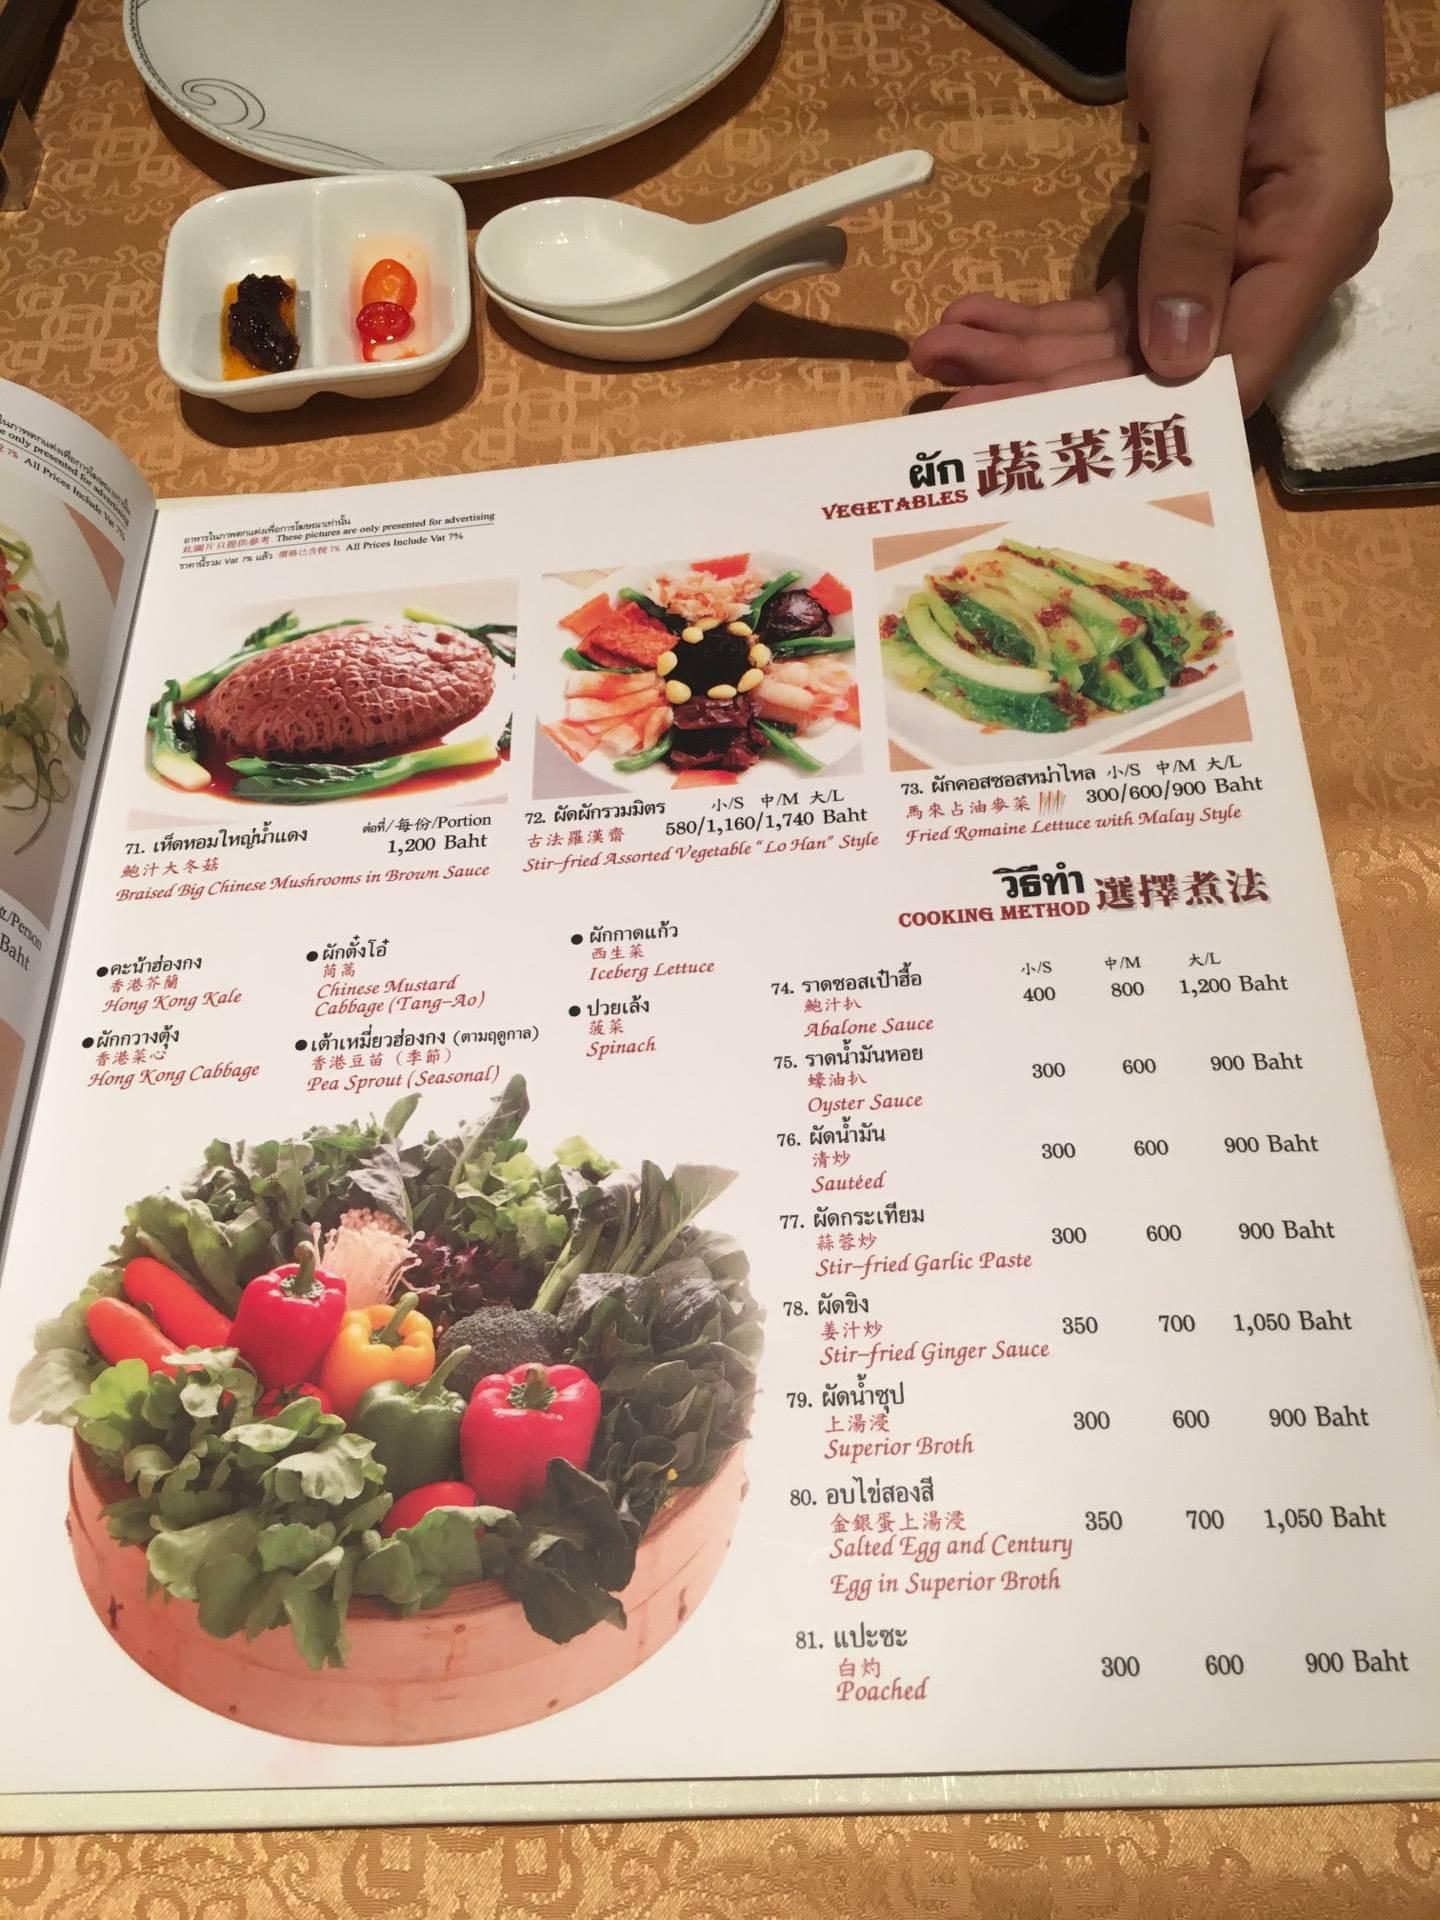 ผัก 蔬菜類
VEGETABLES
อาหารในภาพตกแต่งเพื่อการโฆษณาเท่านั้น
此圖片只提供參考 These pictures are only presented for advertising
ราคานี้รวม Vat 7% แล้ว 價格已含稅 7% All Prices Include Vat 7%
e only presented for advertising
稅 7% All Prices Include Vat 7%
位/Person
Baht
71. เห็ดหอมใหญ่น้ำแดง ต่อที่/每份/Portion
鮑汁大冬菇 1,200 Baht
Braised Big Chinese Mushrooms in Brown Sauce
72. ผัดผักรวมมิตร 小/S 中/M 大/L
古法羅漢齋 580/1,160/1,740 Baht
Stir-fried Assorted Vegetable "Lo Han" Style
73. ผักคอสซอสหม่าไหล 小/S 中/M 大/L
馬來占油麥菜 300/600/900 Baht
Fried Romaine Lettuce with Malay Style
วิธีทำ 選擇煮法
COOKING METHOD
● คะน้าฮ่องกง
香港芥蘭
Hong Kong Kale
● ผักกวางตุ้ง
香港菜心
Hong Kong Cabbage
● ผักตั๋งโอ๋
茼蒿
Chinese Mustard
Cabbage (Tang-Ao)
● เต้าเหมี่ยวฮ่องกง (ตามฤดูกาล)
香港豆苗 (季節)
Pea Sprout (Seasonal)
● ผักกาดแก้ว
西生菜
Iceberg Lettuce
● ปวยเล้ง
菠菜
Spinach
小/S 中/M 大/L
74. ราดซอสเป๋าฮื้อ 400 800 1,200 Baht
鮑汁扒
Abalone Sauce
75. ราดน้ำมันหอย 300 600 900 Baht
蠔油扒
Oyster Sauce
76. ผัดน้ำมัน 300 600 900 Baht
清炒
Sautéed
77. ผัดกระเทียม 300 600 900 Baht
蒜蓉炒
Stir-fried Garlic Paste
78. ผัดขิง 350 700 1,050 Baht
姜汁炒
Stir-fried Ginger Sauce
79. ผัดน้ำซุป 300 600 900 Baht
上湯浸
Superior Broth
80. อบไข่สองสี 350 700 1,050 Baht
金銀蛋上湯浸
Salted Egg and Century
Egg in Superior Broth
81. แปะซะ 300 600 900 Baht
白灼
Poached